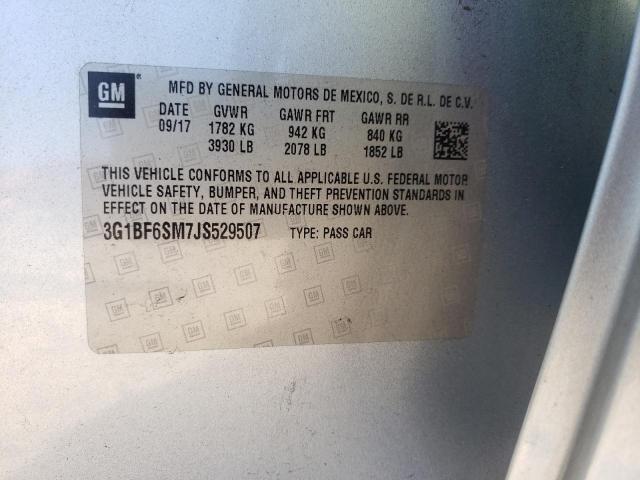 GM
MFD BY GENERAL MOTORS DE MEXICO, S. DE R.L. DE C.V.
DATE GVWR GAWR FRT GAWR RR
09/17 1782 KG 942 KG 840 KG
3930 LB 2078 LB 1852 LB
THIS VEHICLE CONFORMS TO ALL APPLICABLE U.S. FEDERAL MOTOR
VEHICLE SAFETY, BUMPER, AND THEFT PREVENTION STANDARDS IN
EFFECT ON THE DATE OF MANUFACTURE SHOWN ABOVE.
3G1BF6SM7JS529507 TYPE: PASS CAR